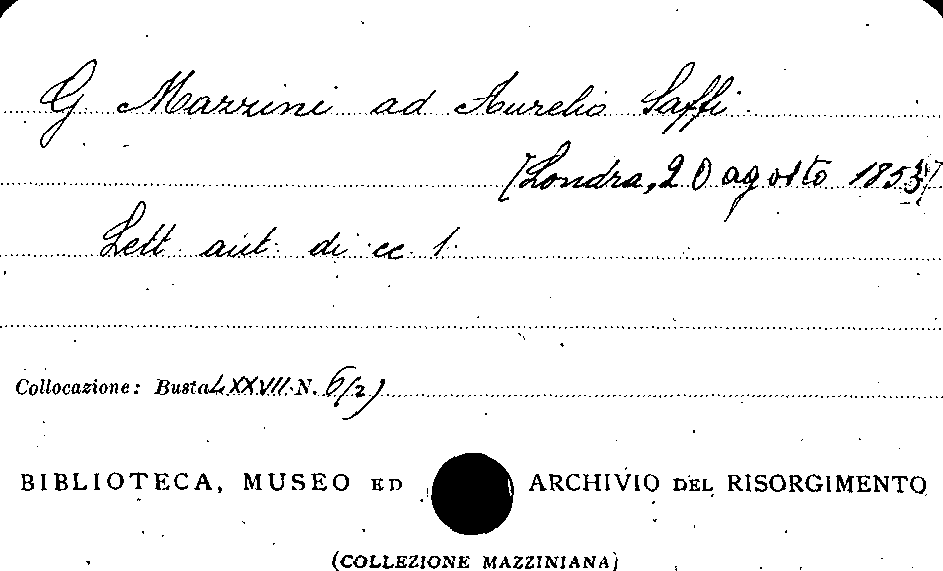 G Mazzini ad Aurelio Saffi
[Londra, 20 agosto 1853]
Lett. aut. di cc. 1.
Collocazione: Busta LXXVII N. 6(2)
BIBLIOTECA, MUSEO ED ARCHIVIO DEL RISORGIMENTO
(COLLEZIONE MAZZINIANA)